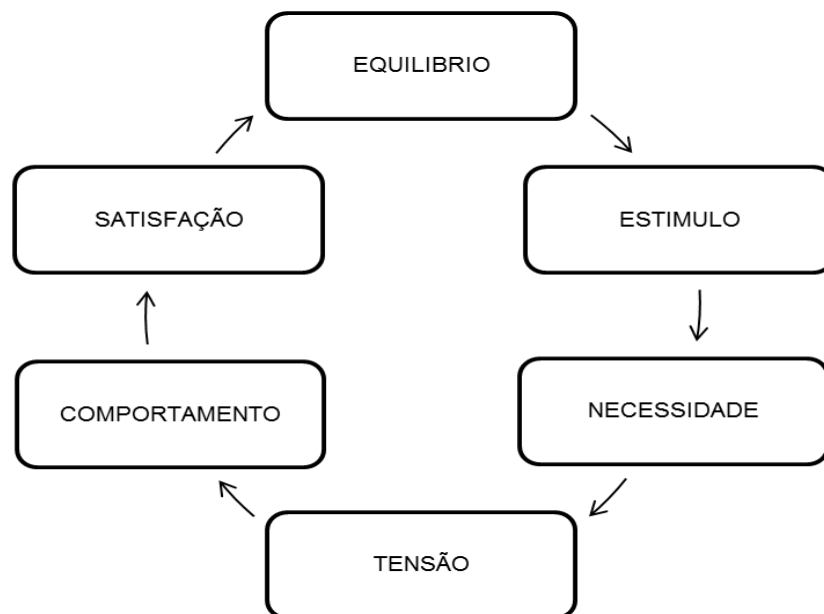 EQUILIBRIO
ESTIMULO
NECESSIDADE
TENSÃO
COMPORTAMENTO
SATISFAÇÃO